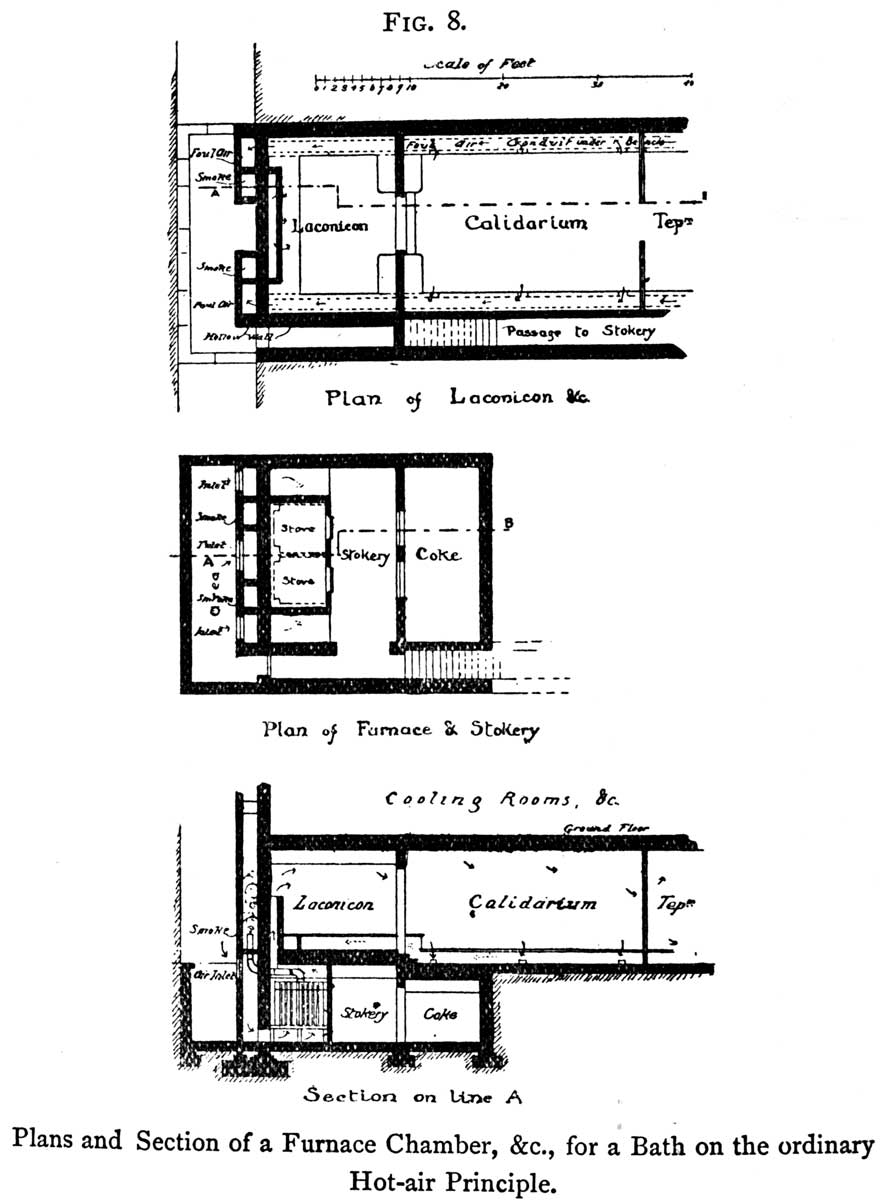 FIG. 8.
Scale of Feet
0 1 2 3 4 5 6 7 8 9 10 20 30 40
Foul Air
Foul Air Conduit under Bench
Smoke
A
Laconicon
Calidarium
Tepm
Smoke
Foul Air
Hollow Wall
Passage to Stokery
Plan of Laconicon &c.
Inlet
Smoke
Stove
B
Inlet
A
Stokery
Coke
Stove
Smoke
Inlet
Plan of Furnace & Stokery
Cooling Rooms, &c.
Ground Floor
Laconicon
Calidarium
Tepm
Smoke
Air Inlet
Stokery
Coke
Section on line A
Plans and Section of a Furnace Chamber, &c., for a Bath on the ordinary
Hot-air Principle.